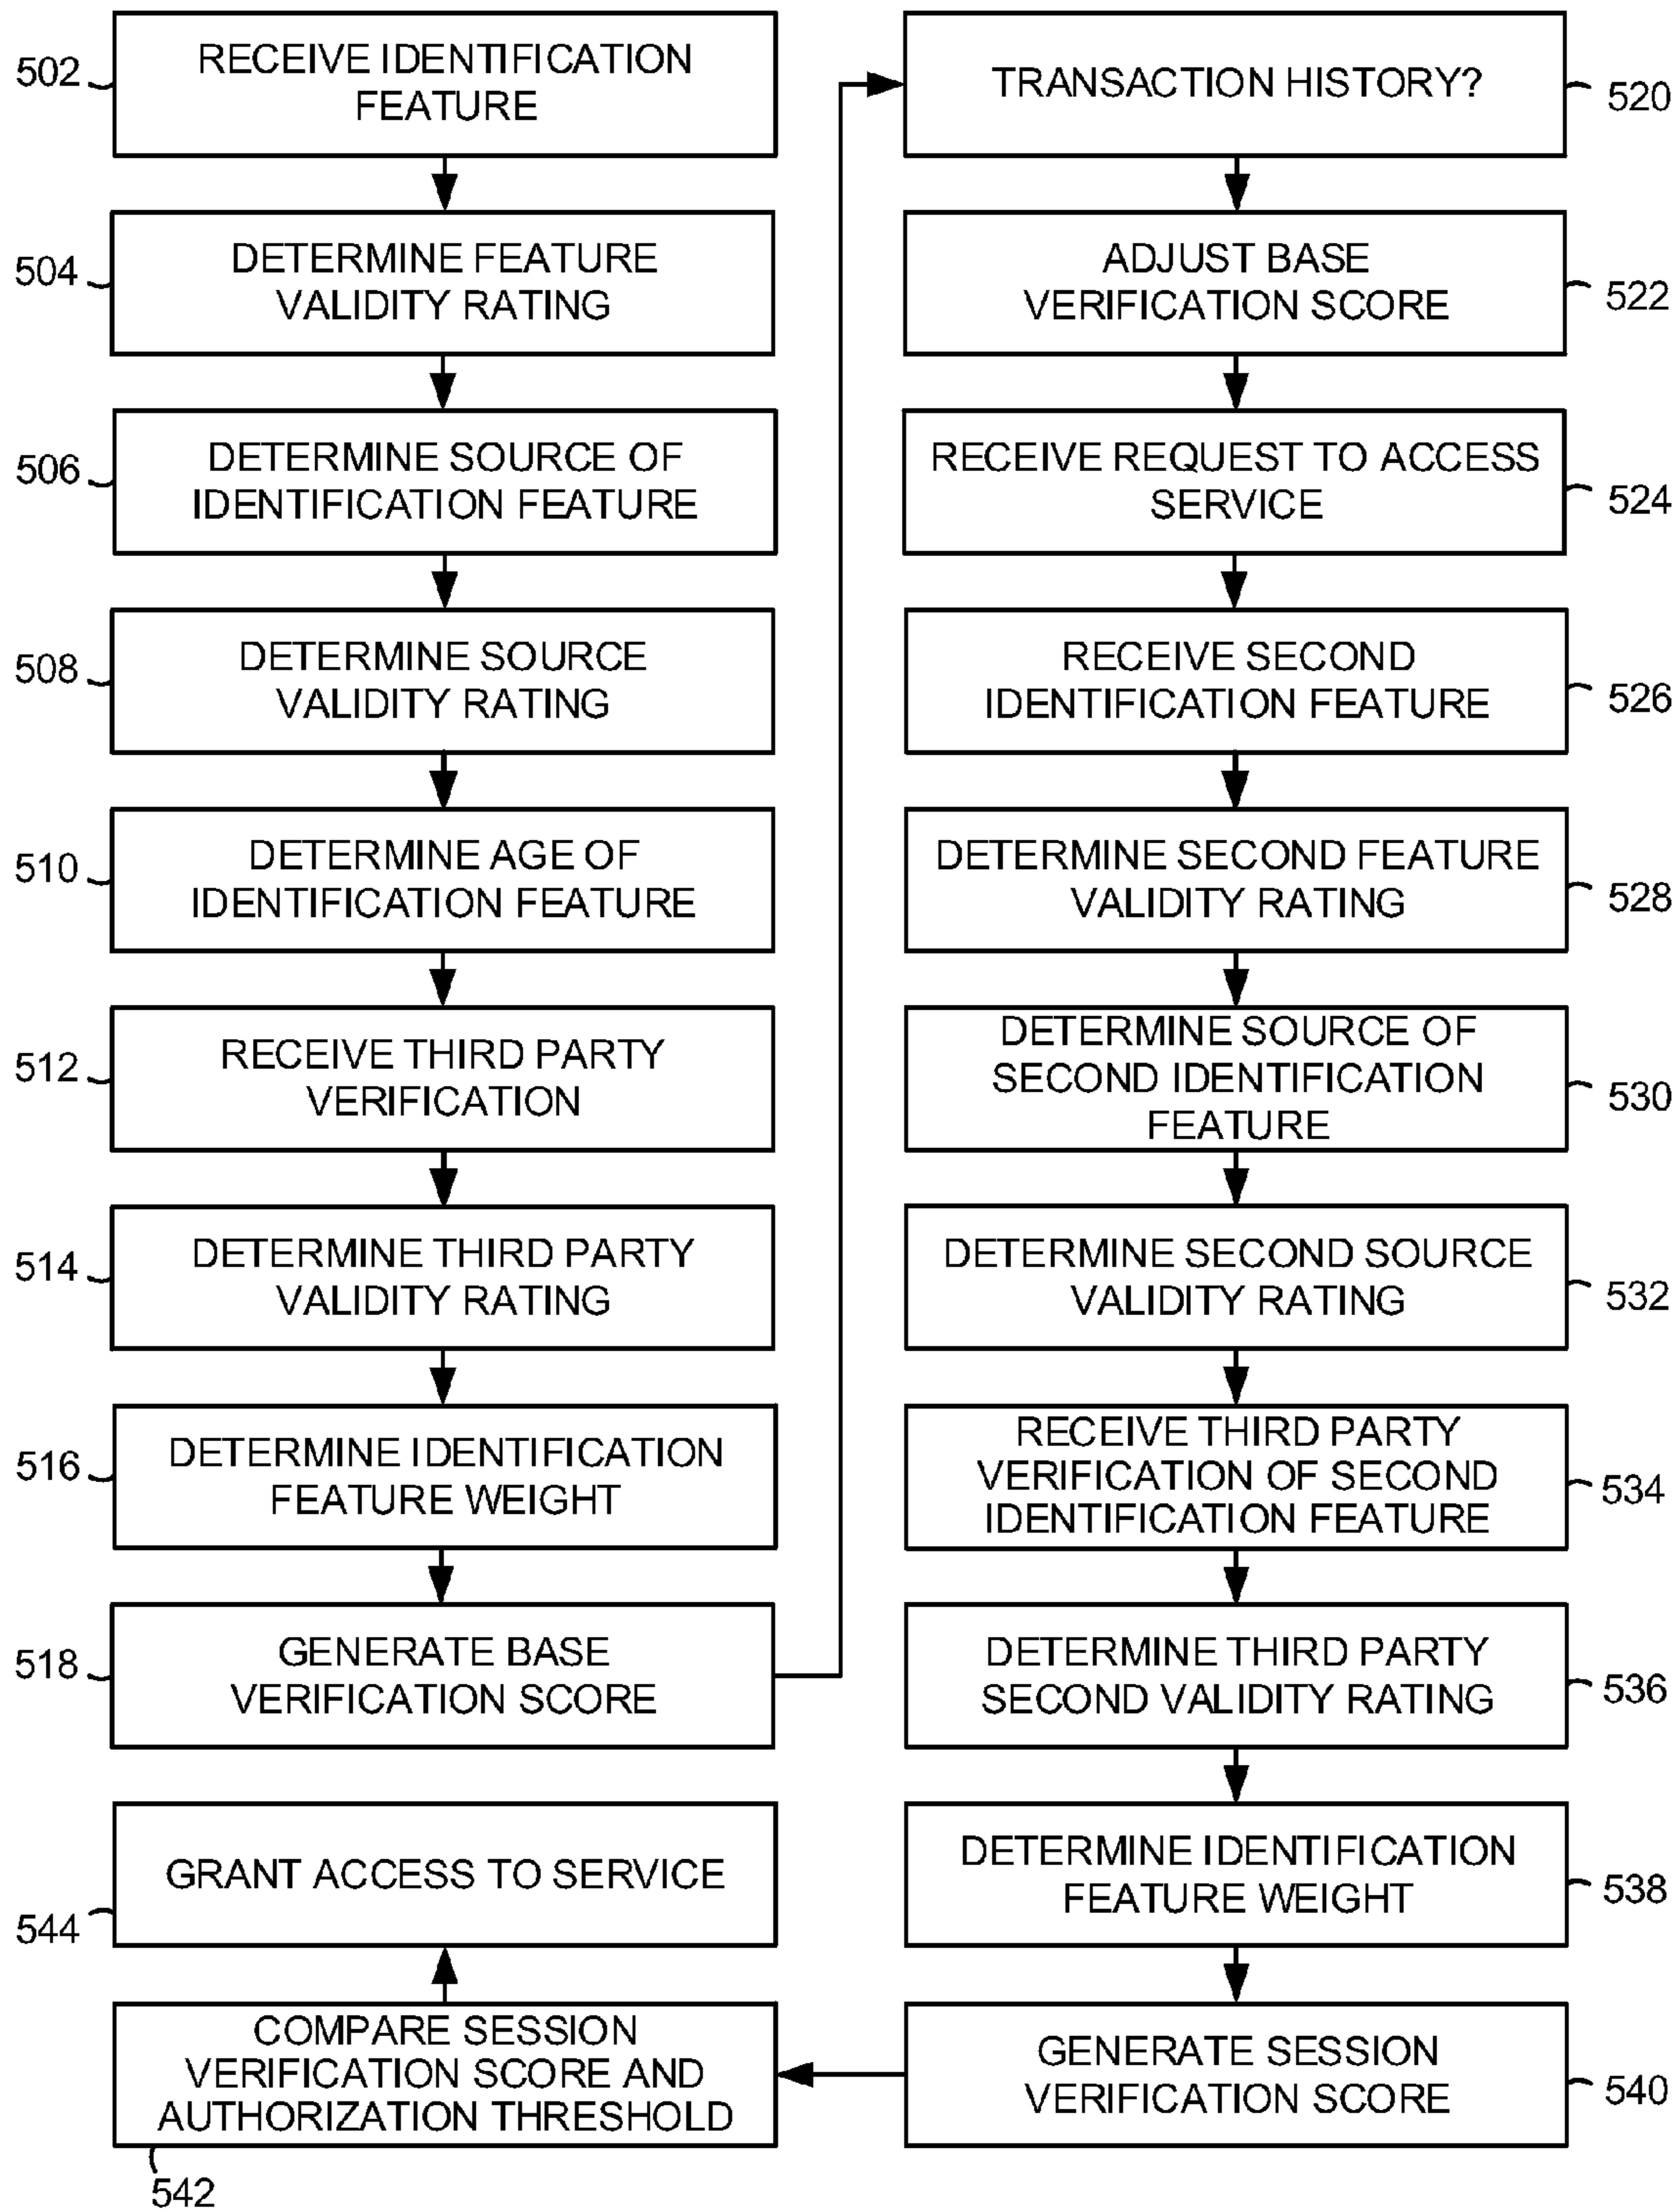 502
RECEIVE IDENTIFICATION
FEATURE
504
DETERMINE FEATURE
VALIDITY RATING
506
DETERMINE SOURCE OF
IDENTIFICATION FEATURE
508
DETERMINE SOURCE
VALIDITY RATING
510
DETERMINE AGE OF
IDENTIFICATION FEATURE
512
RECEIVE THIRD PARTY
VERIFICATION
514
DETERMINE THIRD PARTY
VALIDITY RATING
516
DETERMINE IDENTIFICATION
FEATURE WEIGHT
518
GENERATE BASE
VERIFICATION SCORE
TRANSACTION HISTORY?
520
ADJUST BASE
VERIFICATION SCORE
522
RECEIVE REQUEST TO ACCESS
SERVICE
524
RECEIVE SECOND
IDENTIFICATION FEATURE
526
DETERMINE SECOND FEATURE
VALIDITY RATING
528
DETERMINE SOURCE OF
SECOND IDENTIFICATION
FEATURE
530
DETERMINE SECOND SOURCE
VALIDITY RATING
532
RECEIVE THIRD PARTY
VERIFICATION OF SECOND
IDENTIFICATION FEATURE
534
DETERMINE THIRD PARTY
SECOND VALIDITY RATING
536
DETERMINE IDENTIFICATION
FEATURE WEIGHT
538
GENERATE SESSION
VERIFICATION SCORE
540
COMPARE SESSION
VERIFICATION SCORE AND
AUTHORIZATION THRESHOLD
542
GRANT ACCESS TO SERVICE
544